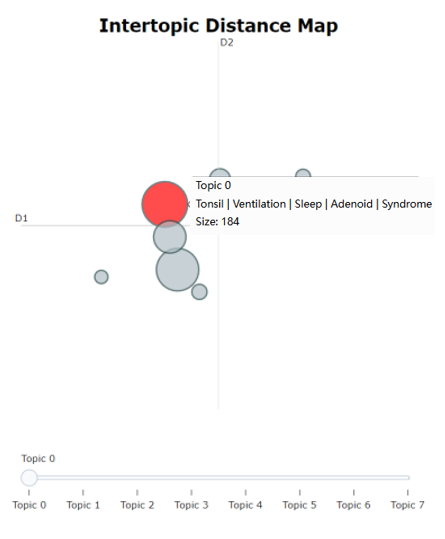 Intertopic Distance Map
D2
Topic 0
Tonsil | Ventilation | Sleep | Adenoid | Syndrome
Size: 184
D1
Topic 0
Topic 0 Topic 1 Topic 2 Topic 3 Topic 4 Topic 5 Topic 6 Topic 7